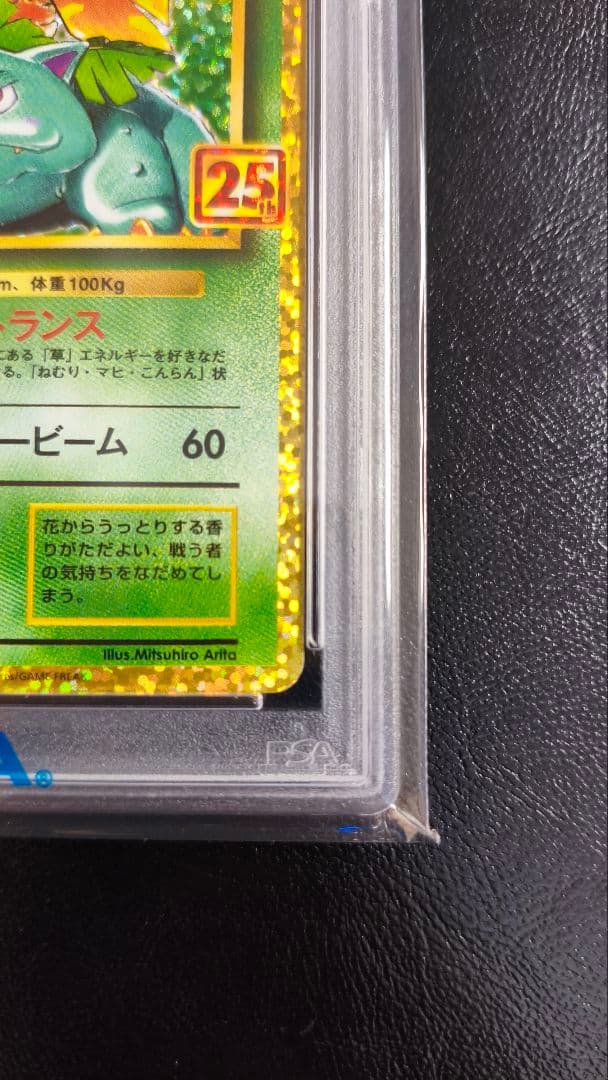 25th
m、体重100Kg
トランス
にある「草」エネルギーを好きなだ
る。「ねむり・マヒ・こんらん」状
ービーム 60
花からうっとりする香
りがただよい、戦う者
の気持ちをなだめてし
まう。
Illus.Mitsuhiro Arita
/GAME FREAK
PSA
A®